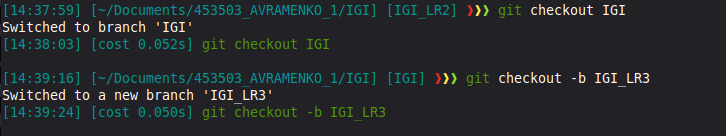 [14:37:59] [~/Documents/453503_AVRAMENKO_1/IGI] [IGI_LR2] ❯❯❯ git checkout IGI
Switched to branch 'IGI'
[14:38:03] [cost 0.052s] git checkout IGI
[14:39:16] [~/Documents/453503_AVRAMENKO_1/IGI] [IGI] ❯❯❯ git checkout -b IGI_LR3
Switched to a new branch 'IGI_LR3'
[14:39:24] [cost 0.050s] git checkout -b IGI_LR3